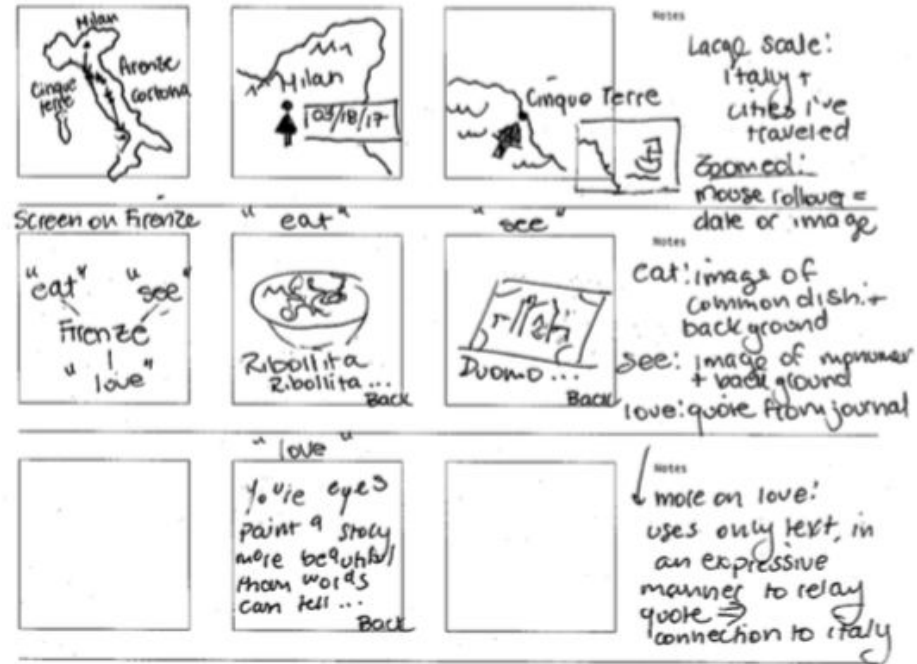 Milan
Cinque
Terre
Firenze
Cortona
Milan
03/18/17
Cinque Terre
Notes
Large scale:
italy +
cities I've
traveled
Zoomed:
mouse rollover =
date or image
Screen on Firenze
"eat"
"see"
Firenze
"love"
"eat"
Ribollita
Ribollita...
Back
"see"
Duomo...
Back
Notes
eat: image of
common dish +
background
see: image of monumen
+ background
love: quote from journal
"love"
You're eyes
paint a story
more beautiful
than words
can tell ...
Back
Notes
more on love:
uses only text, in
an expressive
manner to relay
quote ⇒
connection to italy